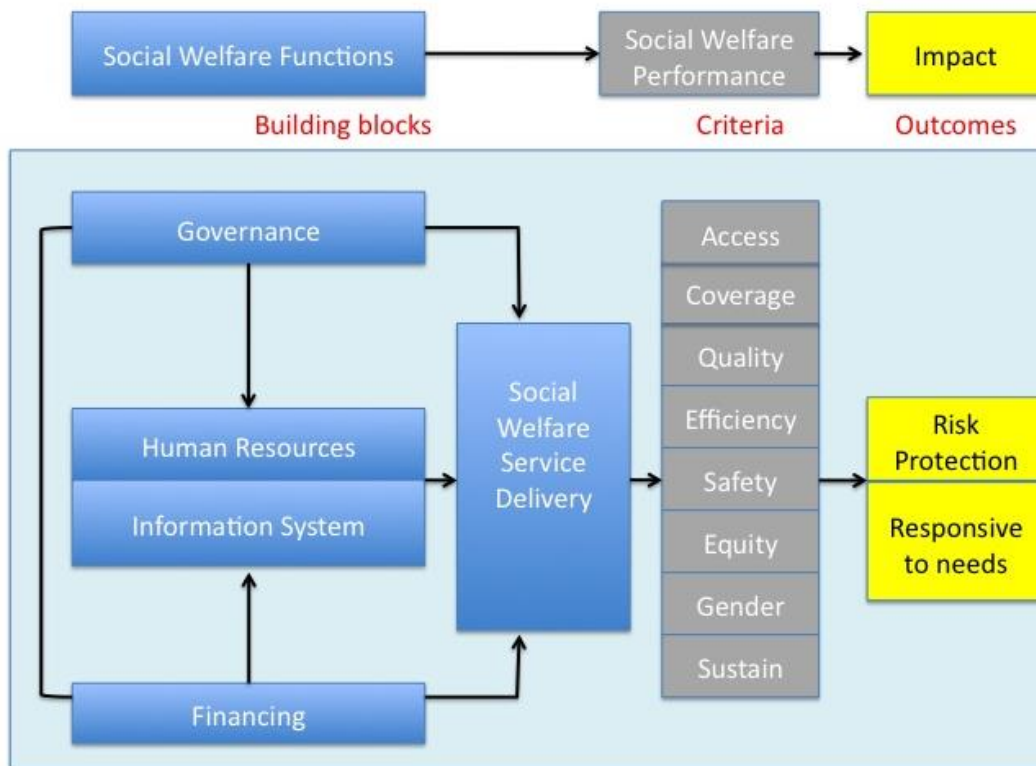 Social Welfare Functions
Social Welfare
Performance
Impact
Building blocks
Criteria
Outcomes
Governance
Human Resources
Information System
Financing
Social
Welfare
Service
Delivery
Access
Coverage
Quality
Efficiency
Safety
Equity
Gender
Sustain
Risk
Protection
Responsive
to needs